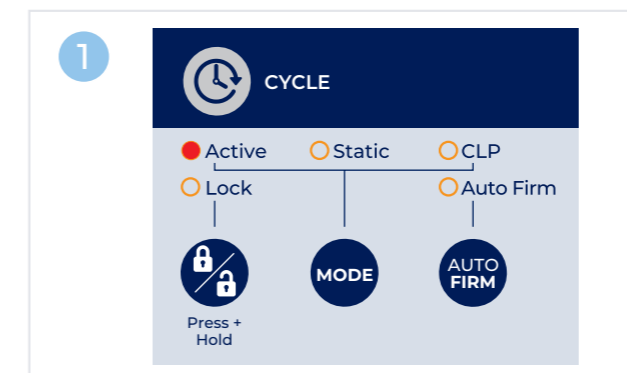 1
CYCLE
Active Static CLP
Lock Auto Firm
MODE
AUTO
FIRM
Press +
Hold